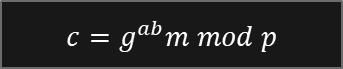 c = g^{ab}m mod p